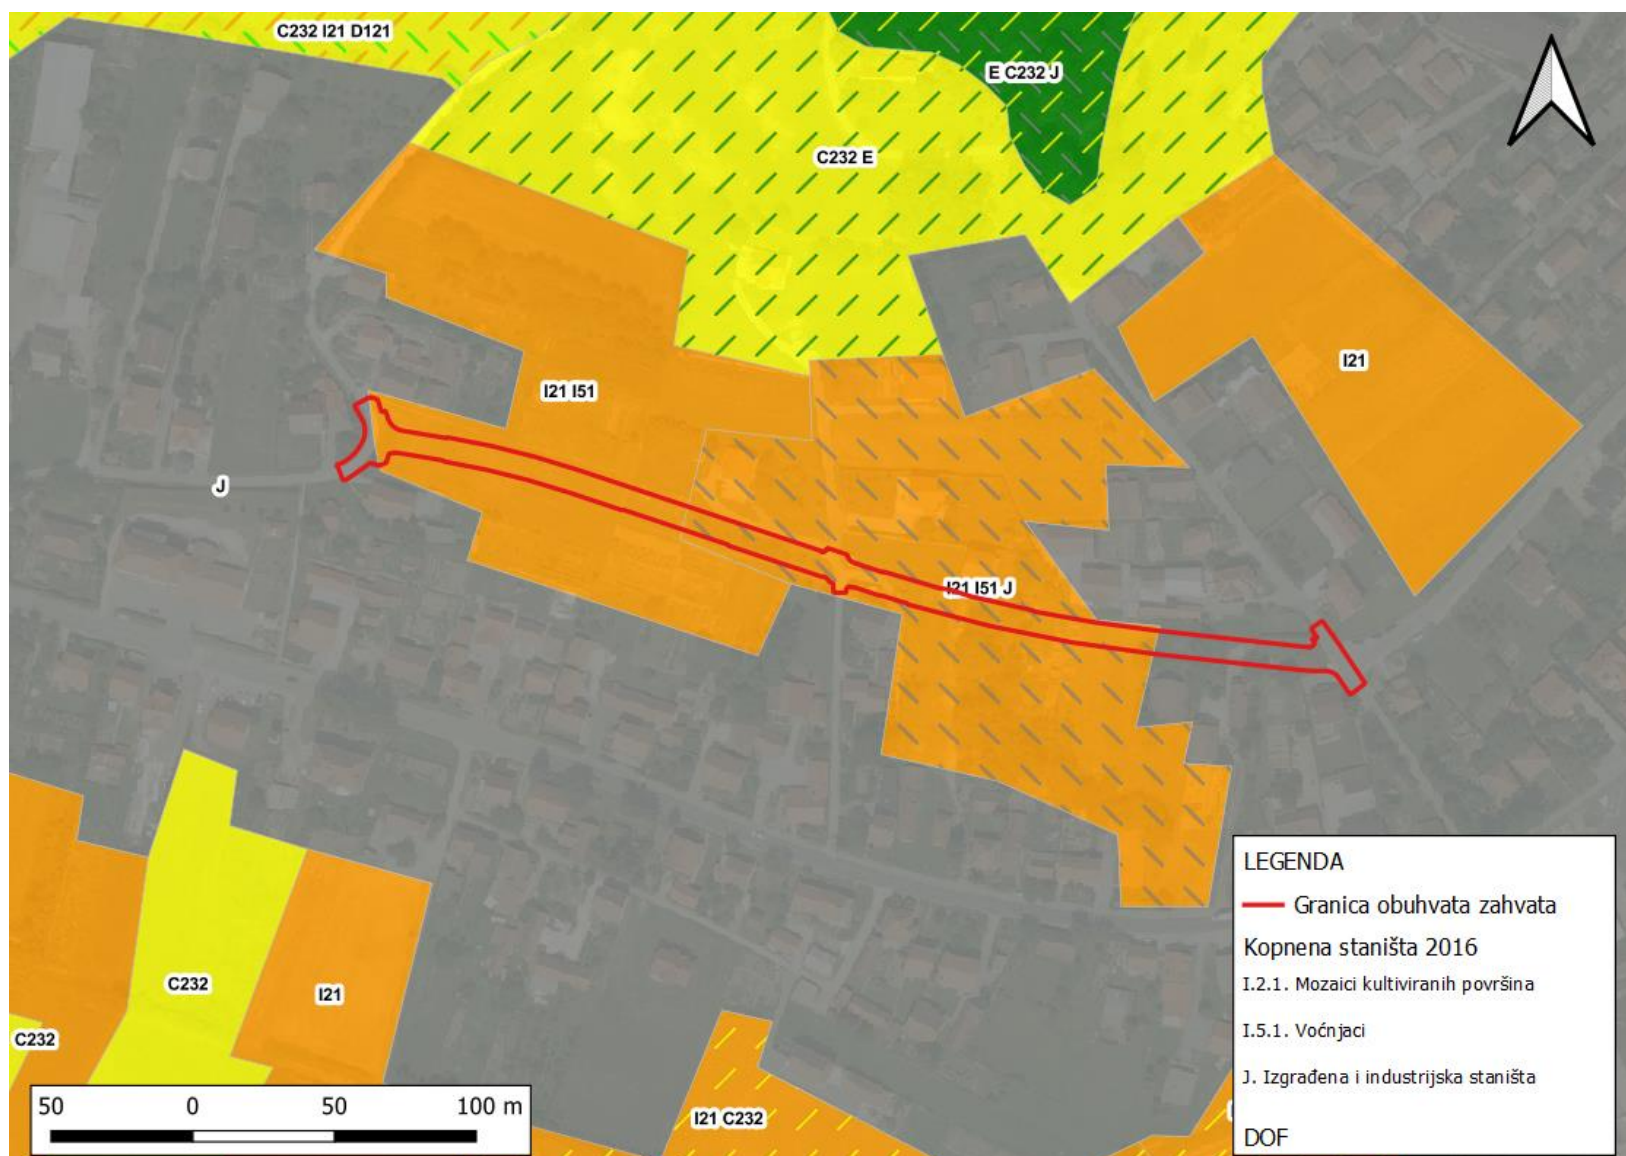 C232 I21 D121
E C232 J
C232 E
I21
I21 I51
J
I21 I51 J
C232
I21
C232
I21 C232
50 0 50 100 m
LEGENDA
Granica obuhvata zahvata
Kopnena staništa 2016
I.2.1. Mozaici kultiviranih površina
I.5.1. Voćnjaci
J. Izgrađena i industrijska staništa
DOF